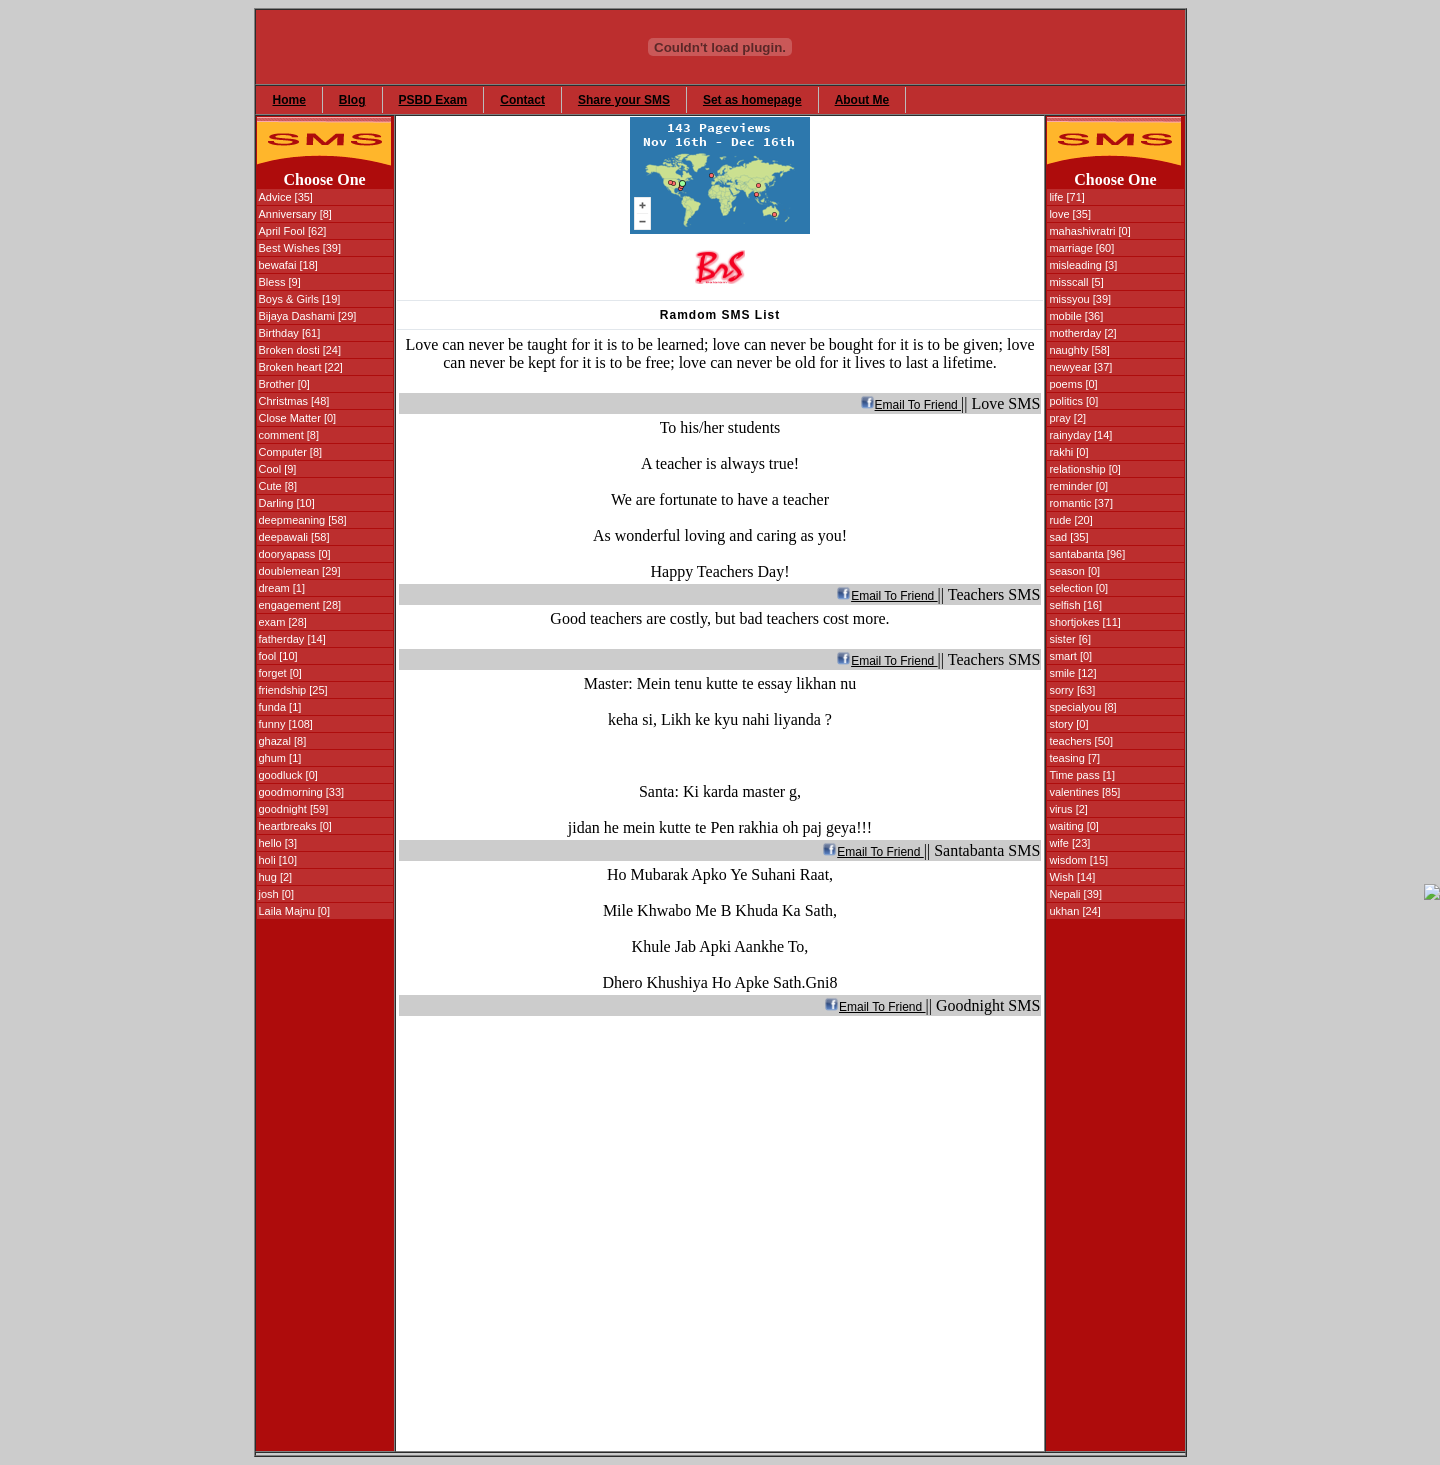 Couldn't load plugin.
Home
Blog
PSBD Exam
Contact
Share your SMS
Set as homepage
About Me
SMS
Choose One
Advice [35]
Anniversary [8]
April Fool [62]
Best Wishes [39]
bewafai [18]
Bless [9]
Boys & Girls [19]
Bijaya Dashami [29]
Birthday [61]
Broken dosti [24]
Broken heart [22]
Brother [0]
Christmas [48]
Close Matter [0]
comment [8]
Computer [8]
Cool [9]
Cute [8]
Darling [10]
deepmeaning [58]
deepawali [58]
dooryapass [0]
doublemean [29]
dream [1]
engagement [28]
exam [28]
fatherday [14]
fool [10]
forget [0]
friendship [25]
funda [1]
funny [108]
ghazal [8]
ghum [1]
goodluck [0]
goodmorning [33]
goodnight [59]
heartbreaks [0]
hello [3]
holi [10]
hug [2]
josh [0]
Laila Majnu [0]
143 Pageviews
Nov 16th - Dec 16th
BnS
Ramdom SMS List
Love can never be taught for it is to be learned; love can never be bought for it is to be given; love
can never be kept for it is to be free; love can never be old for it lives to last a lifetime.
Email To Friend || Love SMS
To his/her students
A teacher is always true!
We are fortunate to have a teacher
As wonderful loving and caring as you!
Happy Teachers Day!
Email To Friend || Teachers SMS
Good teachers are costly, but bad teachers cost more.
Email To Friend || Teachers SMS
Master: Mein tenu kutte te essay likhan nu
keha si, Likh ke kyu nahi liyanda ?
Santa: Ki karda master g,
jidan he mein kutte te Pen rakhia oh paj geya!!!
Email To Friend || Santabanta SMS
Ho Mubarak Apko Ye Suhani Raat,
Mile Khwabo Me B Khuda Ka Sath,
Khule Jab Apki Aankhe To,
Dhero Khushiya Ho Apke Sath.Gni8
Email To Friend || Goodnight SMS
SMS
Choose One
life [71]
love [35]
mahashivratri [0]
marriage [60]
misleading [3]
misscall [5]
missyou [39]
mobile [36]
motherday [2]
naughty [58]
newyear [37]
poems [0]
politics [0]
pray [2]
rainyday [14]
rakhi [0]
relationship [0]
reminder [0]
romantic [37]
rude [20]
sad [35]
santabanta [96]
season [0]
selection [0]
selfish [16]
shortjokes [11]
sister [6]
smart [0]
smile [12]
sorry [63]
specialyou [8]
story [0]
teachers [50]
teasing [7]
Time pass [1]
valentines [85]
virus [2]
waiting [0]
wife [23]
wisdom [15]
Wish [14]
Nepali [39]
ukhan [24]